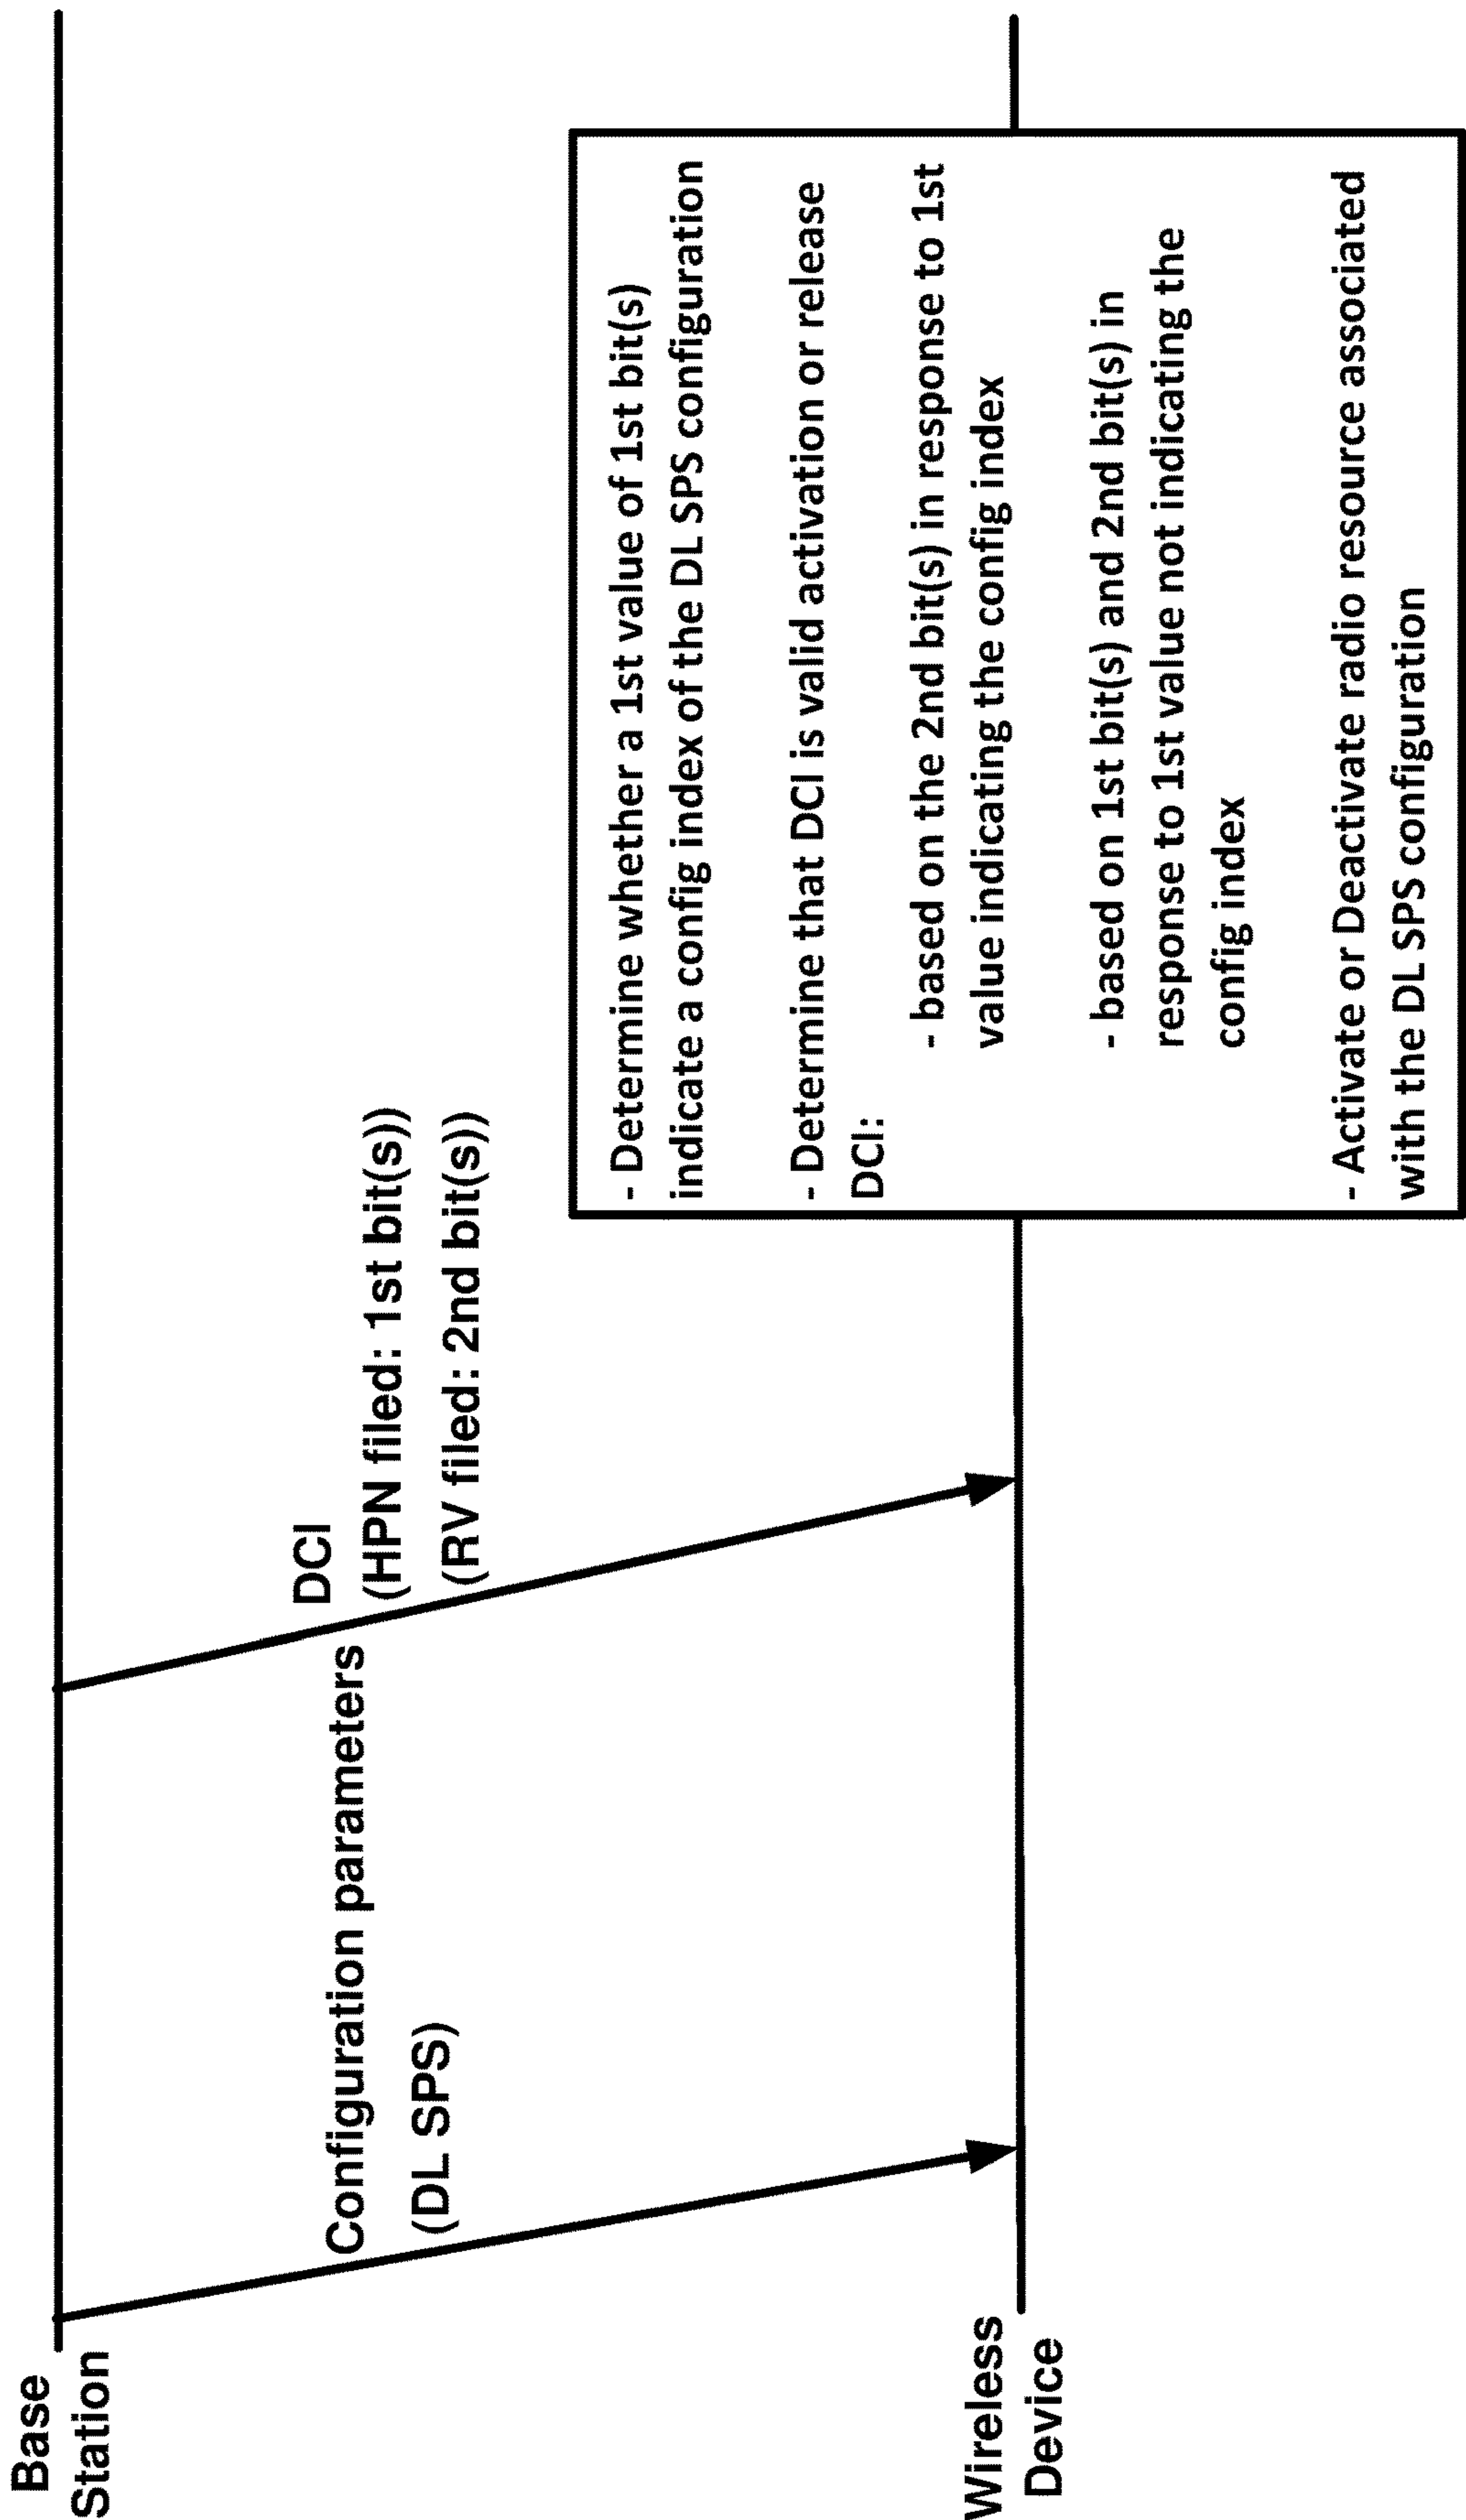 Base
Station
Configuration parameters
(DL SPS)
DCI
(HPN filed: 1st bit(s))
(RV filed: 2nd bit(s))
Wireless
Device
- Determine whether a 1st value of 1st bit(s)
indicate a config index of the DL SPS configuration
- Determine that DCI is valid activation or release
DCI:
- based on the 2nd bit(s) in response to 1st
value indicating the config index
- based on 1st bit(s) and 2nd bit(s) in
response to 1st value not indicating the
config index
- Activate or Deactivate radio resource associated
with the DL SPS configuration